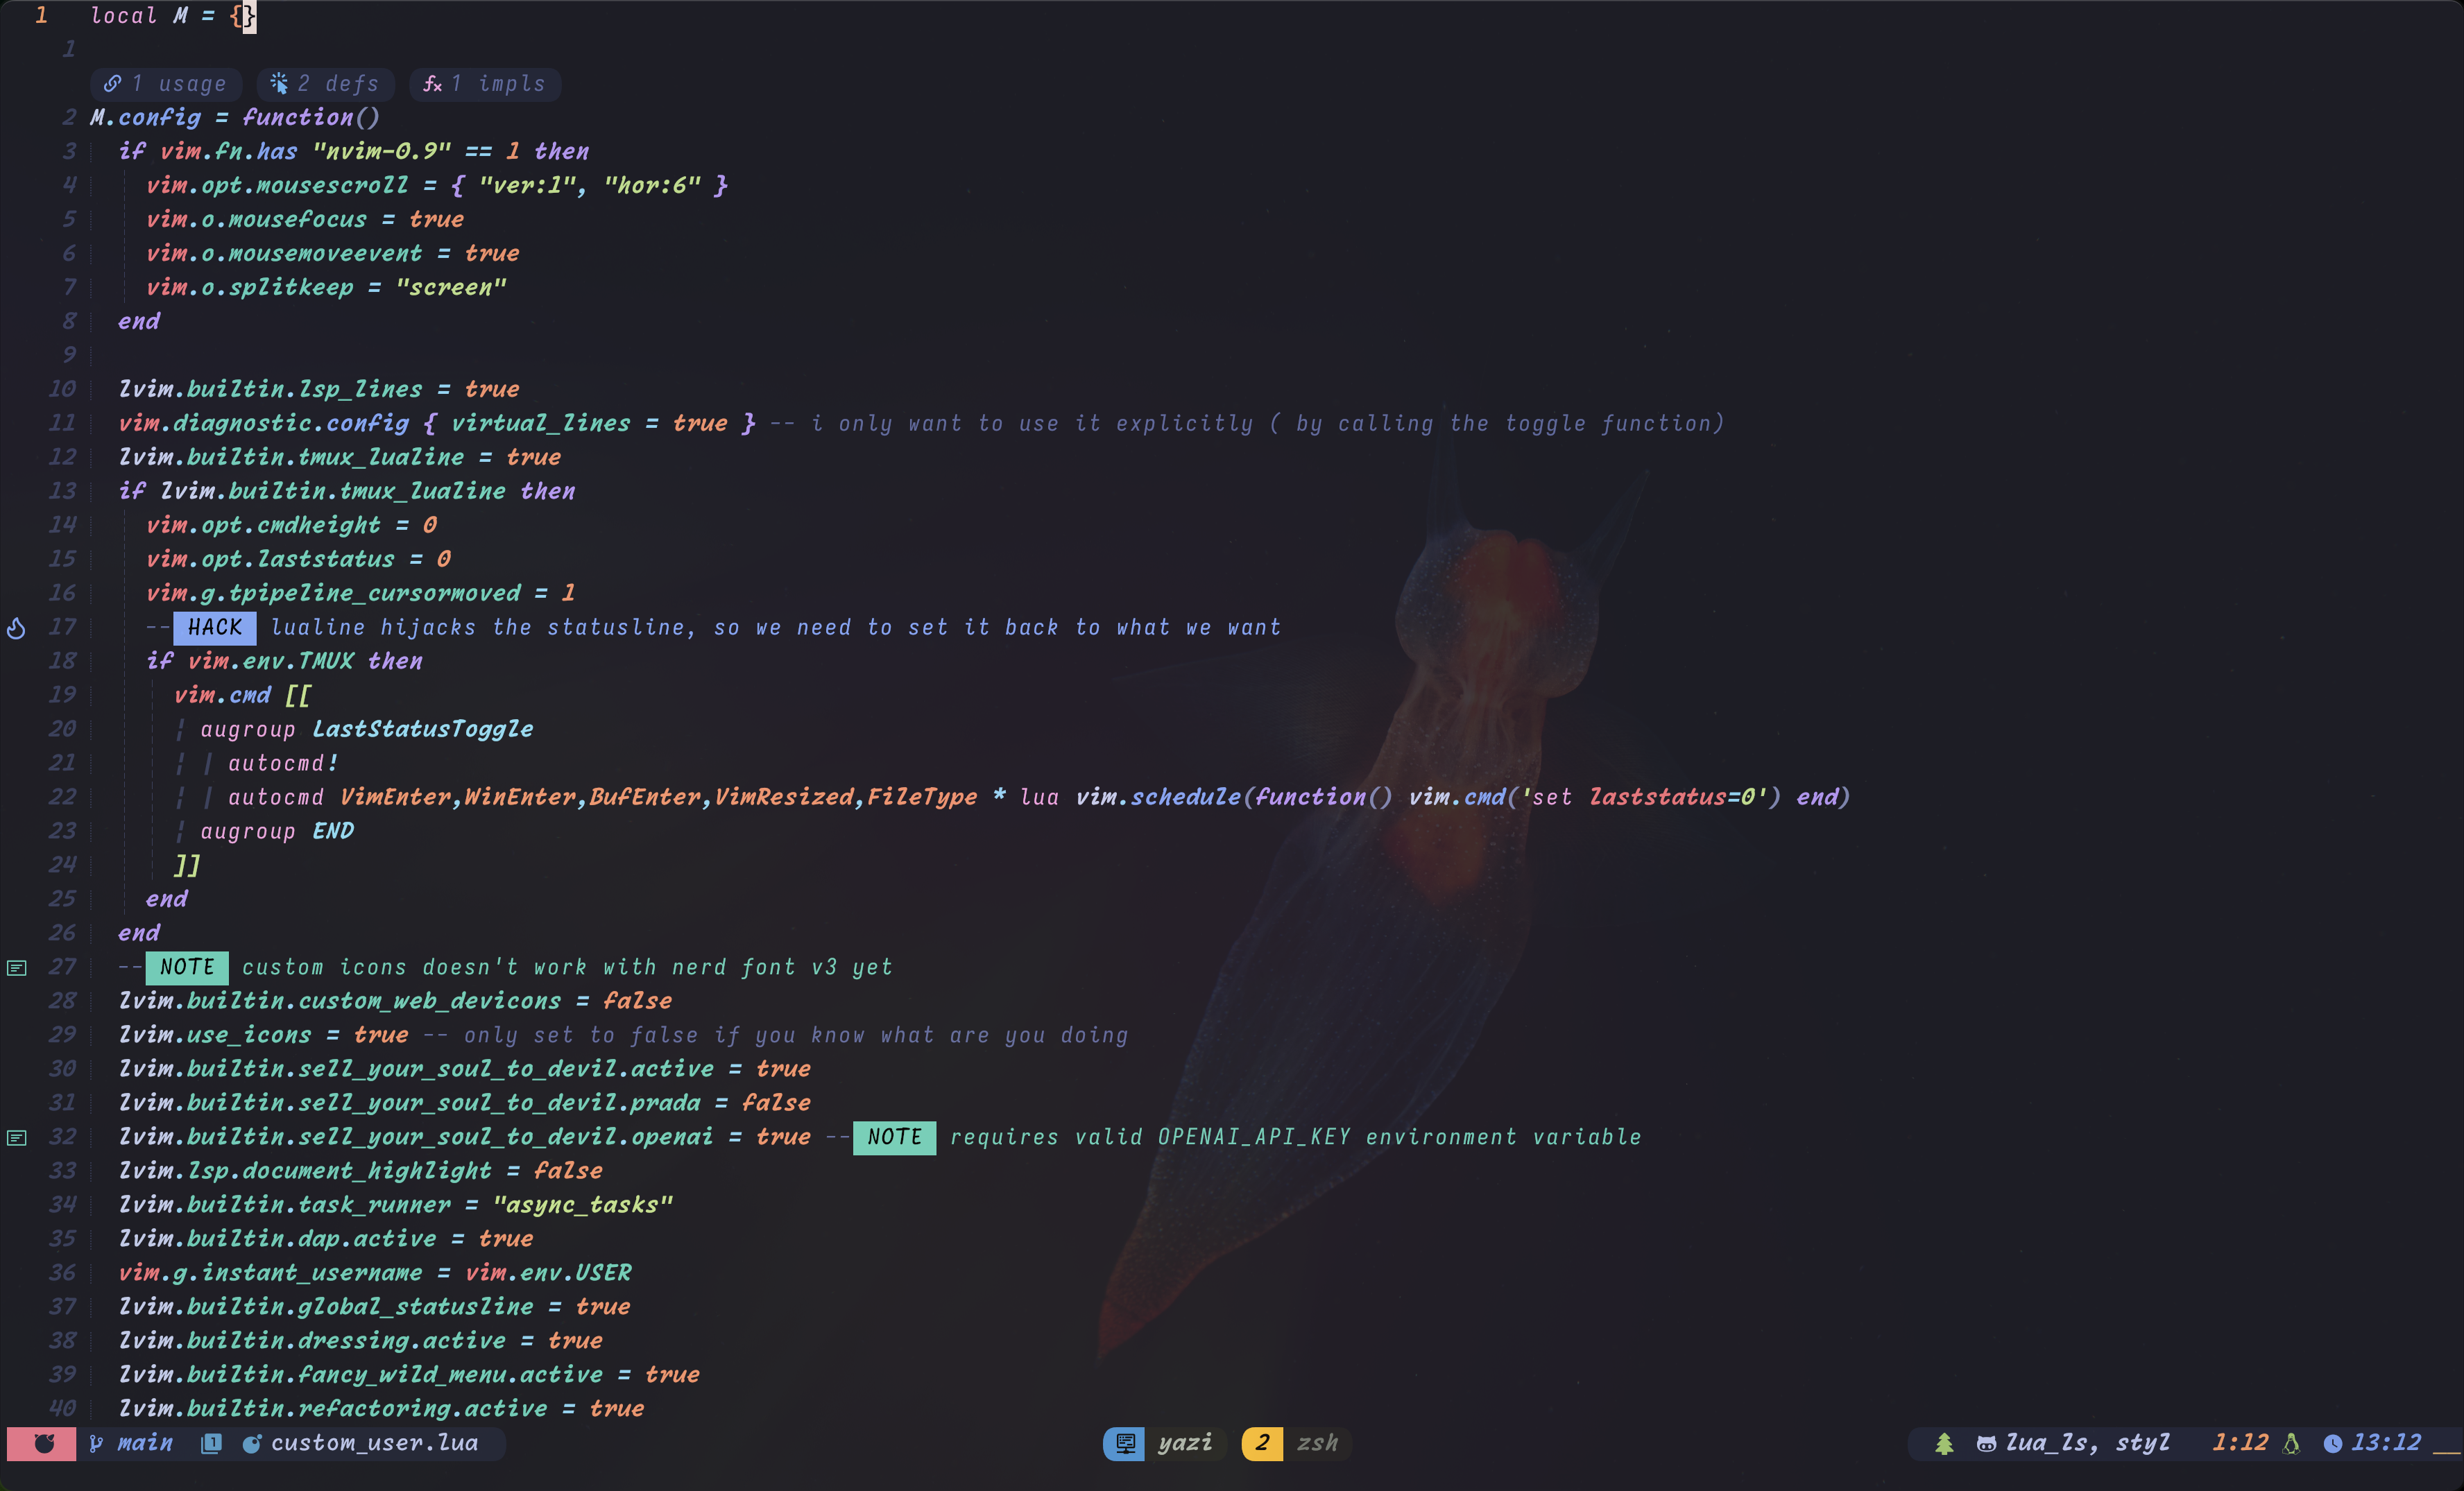 1 local M = {}
1
1 usage 2 defs 1 impls
2 M.config = function()
3 if vim.fn.has "nvim-0.9" == 1 then
4 vim.opt.mousescroll = { "ver:1", "hor:6" }
5 vim.o.mousefocus = true
6 vim.o.mousemoveevent = true
7 vim.o.splitkeep = "screen"
8 end
9
10 lvim.builtin.lsp_lines = true
11 vim.diagnostic.config { virtual_lines = true } -- i only want to use it explicitly ( by calling the toggle function)
12 lvim.builtin.tmux_lualine = true
13 if lvim.builtin.tmux_lualine then
14 vim.opt.cmdheight = 0
15 vim.opt.laststatus = 0
16 vim.g.tpipeline_cursormoved = 1
17 -- HACK lualine hijacks the statusline, so we need to set it back to what we want
18 if vim.env.TMUX then
19 vim.cmd [[
20 augroup LastStatusToggle
21 autocmd!
22 autocmd VimEnter,WinEnter,BufEnter,VimResized,FileType * lua vim.schedule(function() vim.cmd('set laststatus=0') end)
23 augroup END
24 ]]
25 end
26 end
27 -- NOTE custom icons doesn't work with nerd font v3 yet
28 lvim.builtin.custom_web_devicons = false
29 lvim.use_icons = true -- only set to false if you know what are you doing
30 lvim.builtin.sell_your_soul_to_devil.active = true
31 lvim.builtin.sell_your_soul_to_devil.prada = false
32 lvim.builtin.sell_your_soul_to_devil.openai = true -- NOTE requires valid OPENAI_API_KEY environment variable
33 lvim.lsp.document_highlight = false
34 lvim.builtin.task_runner = "async_tasks"
35 lvim.builtin.dap.active = true
36 vim.g.instant_username = vim.env.USER
37 lvim.builtin.global_statusline = true
38 lvim.builtin.dressing.active = true
39 lvim.builtin.fancy_wild_menu.active = true
40 lvim.builtin.refactoring.active = true
main 1 custom_user.lua yazi 2 zsh lua_ls, styl 1:12 13:12 __